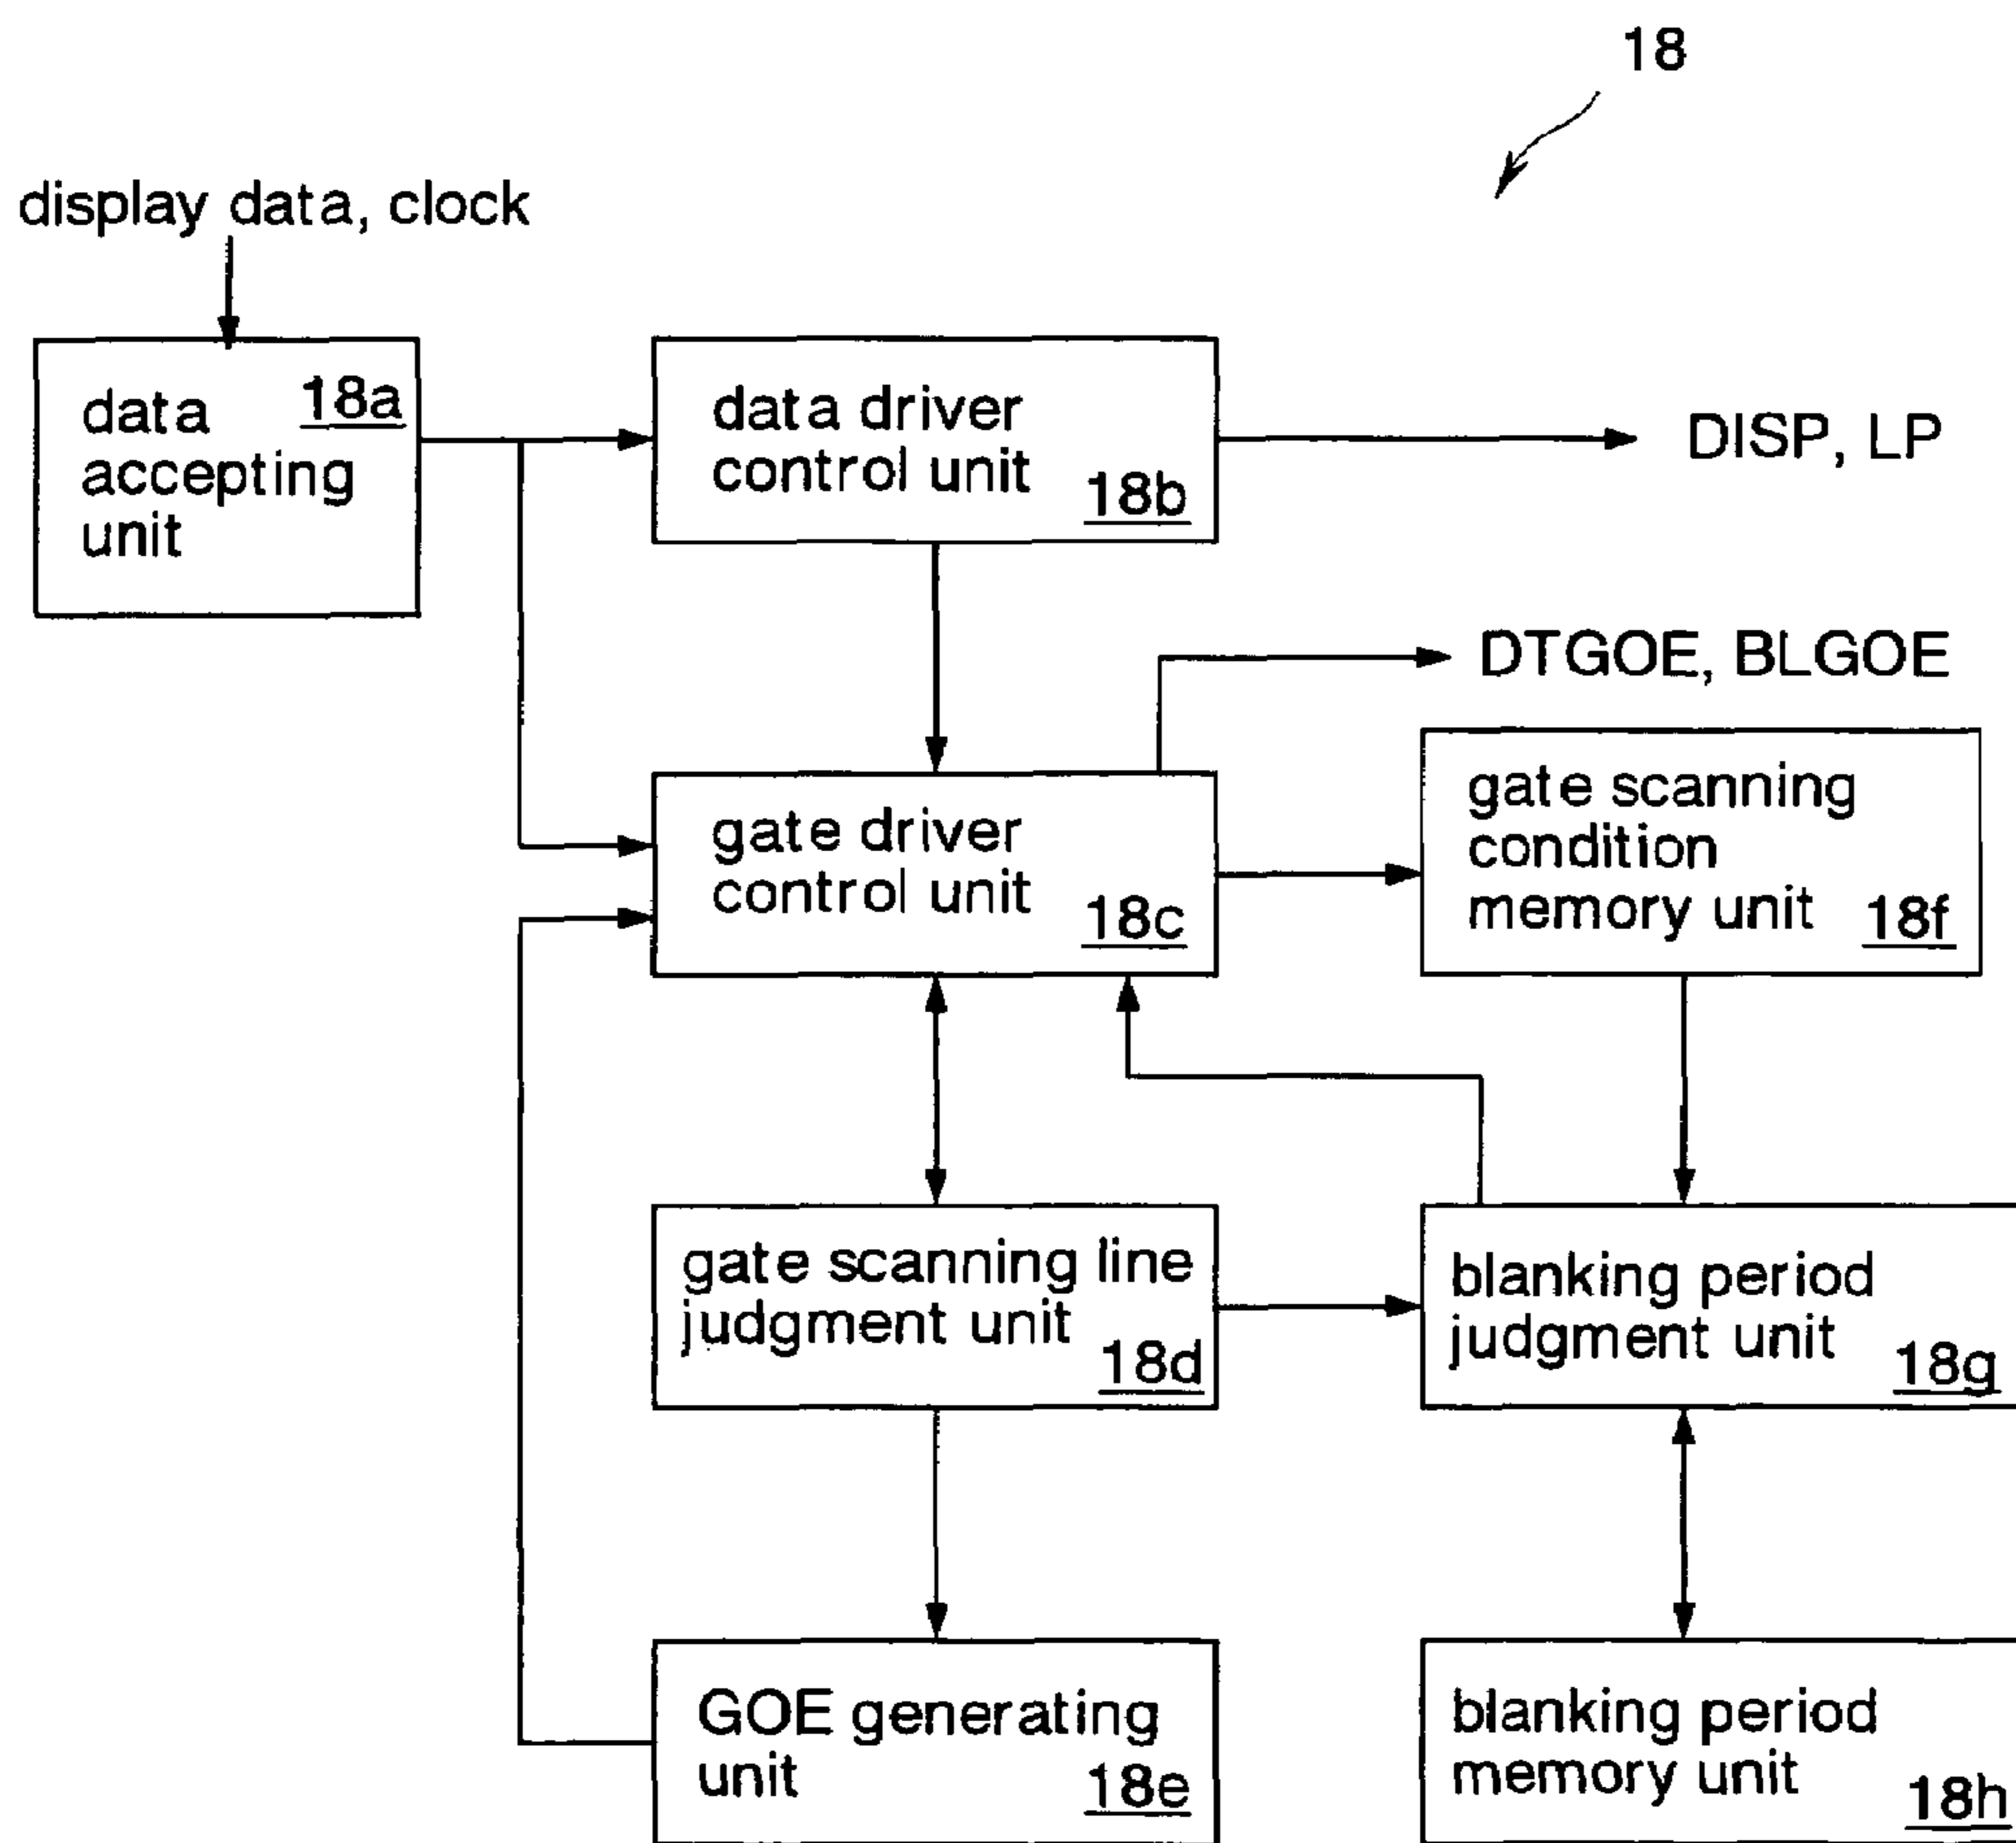 18
display data, clock
data
accepting
unit
18a
data driver
control unit
18b
DISP, LP
DTGOE, BLGOE
gate driver
control unit
18c
gate scanning
condition
memory unit
18f
gate scanning line
judgment unit
18d
blanking period
judgment unit
18g
GOE generating
unit
18e
blanking period
memory unit
18h